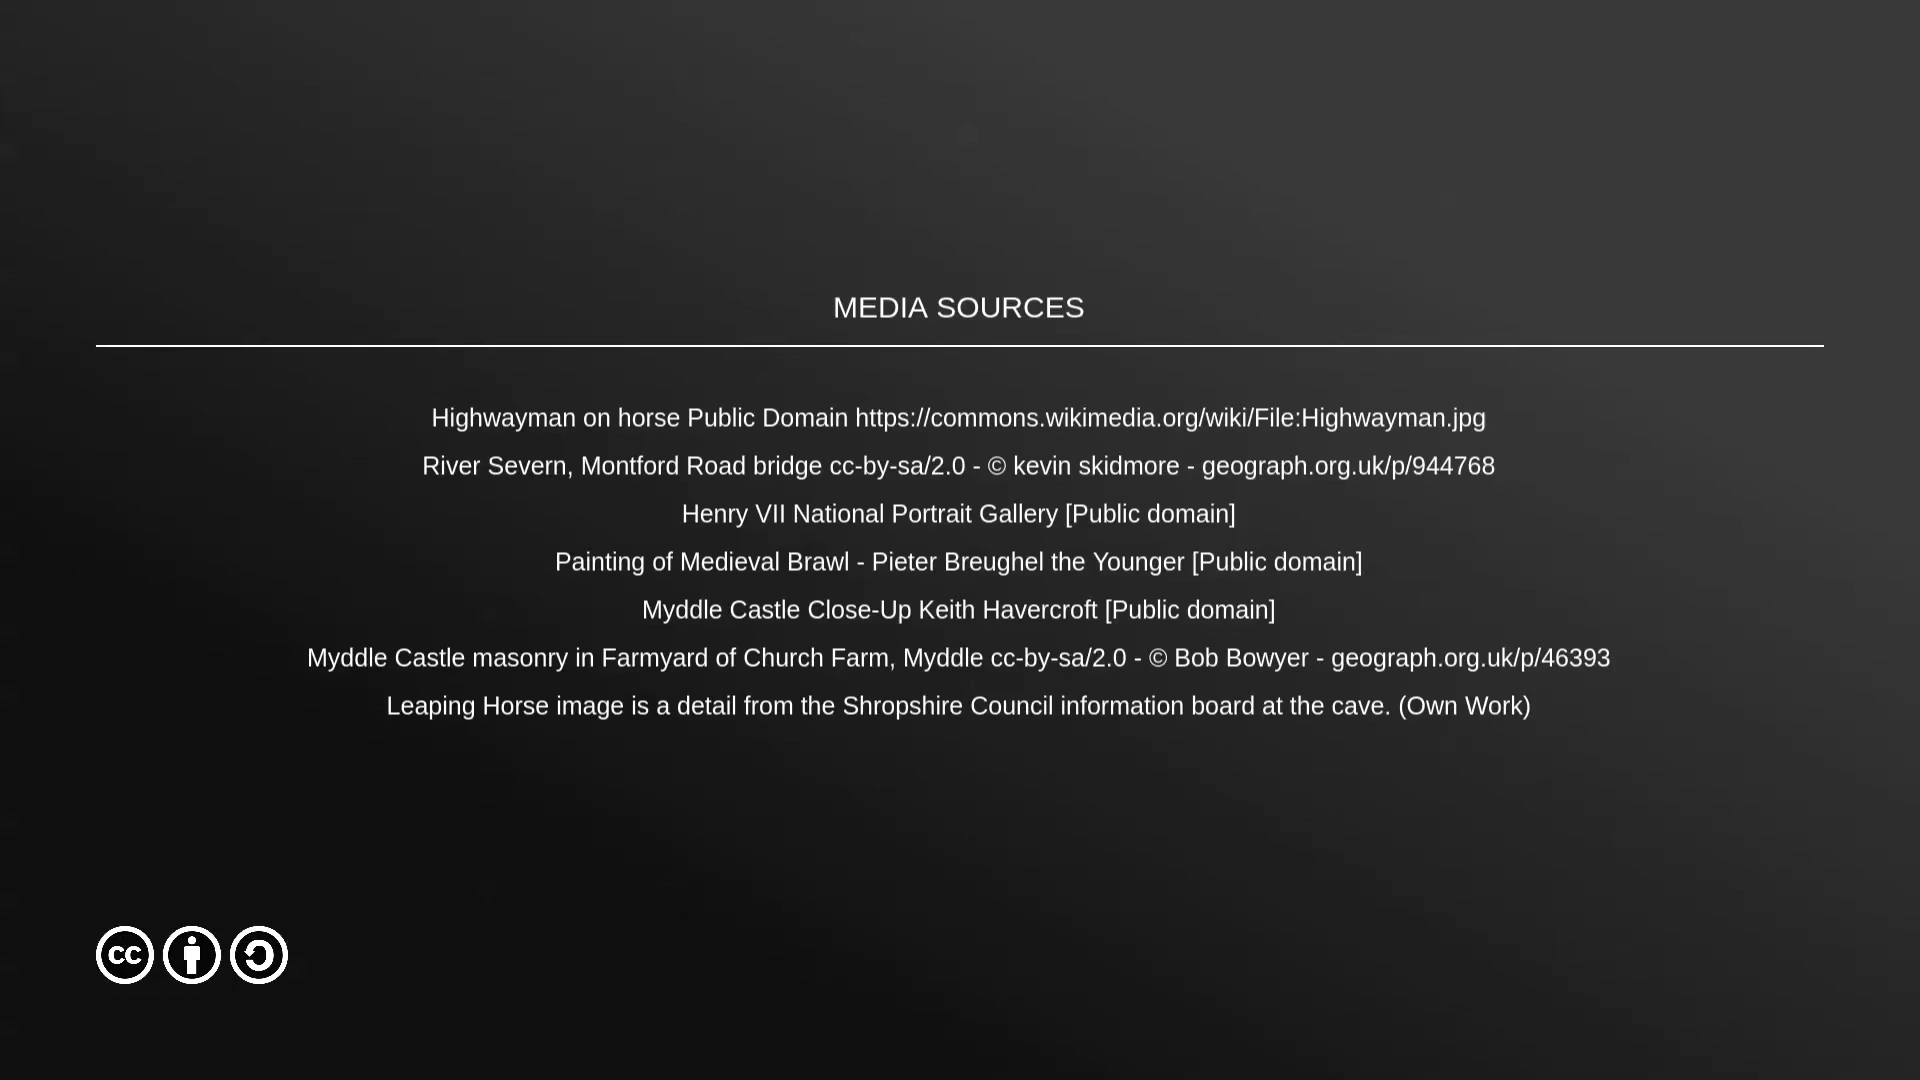 MEDIA SOURCES
Highwayman on horse Public Domain https://commons.wikimedia.org/wiki/File:Highwayman.jpg
River Severn, Montford Road bridge cc-by-sa/2.0 - © kevin skidmore - geograph.org.uk/p/944768
Henry VII National Portrait Gallery [Public domain]
Painting of Medieval Brawl - Pieter Breughel the Younger [Public domain]
Myddle Castle Close-Up Keith Havercroft [Public domain]
Myddle Castle masonry in Farmyard of Church Farm, Myddle cc-by-sa/2.0 - © Bob Bowyer - geograph.org.uk/p/46393
Leaping Horse image is a detail from the Shropshire Council information board at the cave. (Own Work)
cc